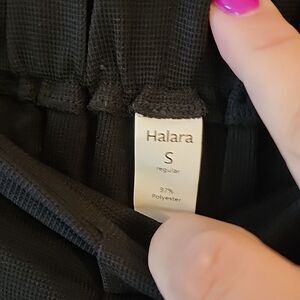 Halara
S
regular
97%
Polyester